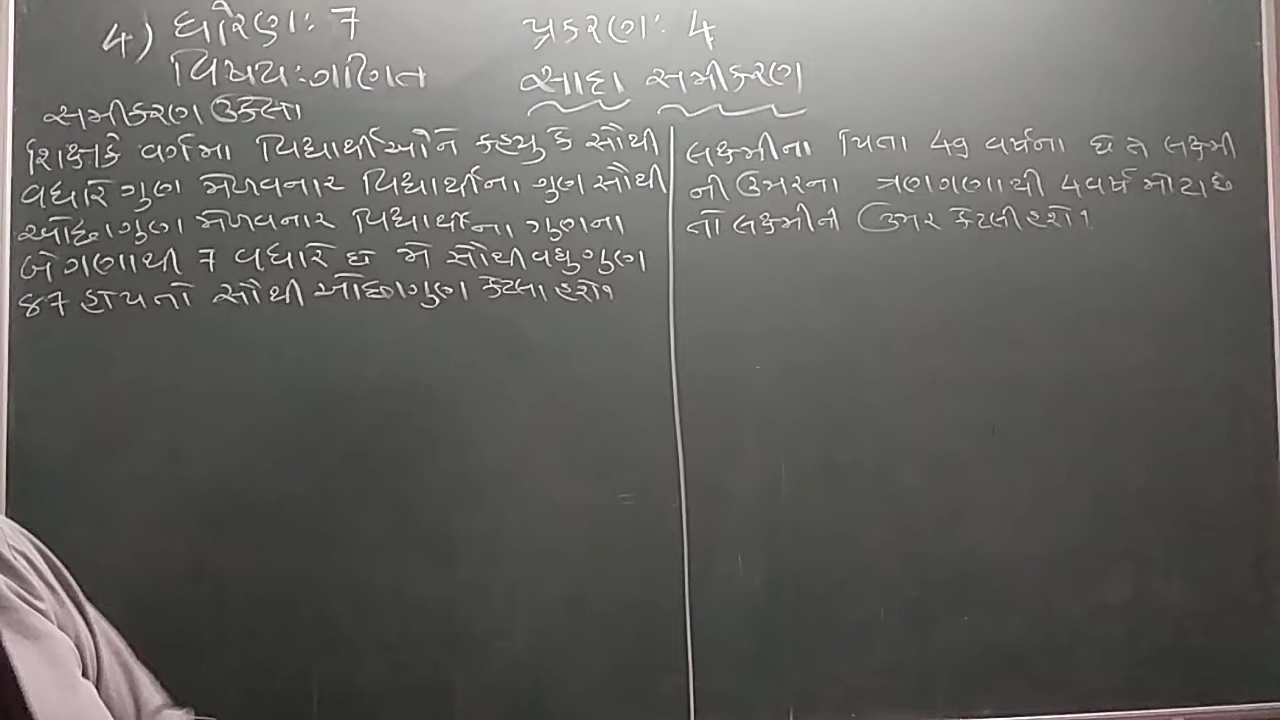 4) ધોરણ: 7 પ્રકરણ: 4
વિષય: ગણિત સાદા સમીકરણ
સમીકરણ ઉકેલો
શિક્ષકે વર્ગમા વિદ્યાર્થીઓને કહ્યુ કે સૌથી
વધારે ગુણ મેળવનાર વિદ્યાર્થીના ગુણ સૌથી
ઓછાગુણ મેળવનાર વિદ્યાર્થીના ગુણના
બે ગણાથી 7 વધારે છે જો સૌથી વધુ ગુણ
87 હોયતો સૌથી ઓછાગુણ કેટલા હશે?
લક્ષ્મીના પિતા 49 વર્ષના છે તે લક્ષ્મી
ની ઉંમરના ત્રણગણાથી 4 વર્ષ મોટા છે
તો લક્ષ્મીની ઉંમર કેટલી હશે?